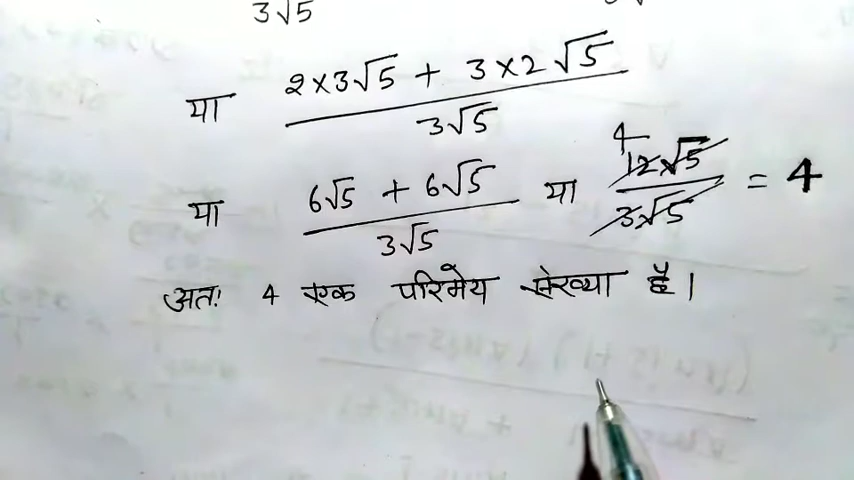 3√5
या 2×3√5 + 3×2√5 / 3√5
या 6√5 + 6√5 / 3√5 या 12×√5 / 3√5 4 = 4
अतः 4 एक परिमेय संख्या है।